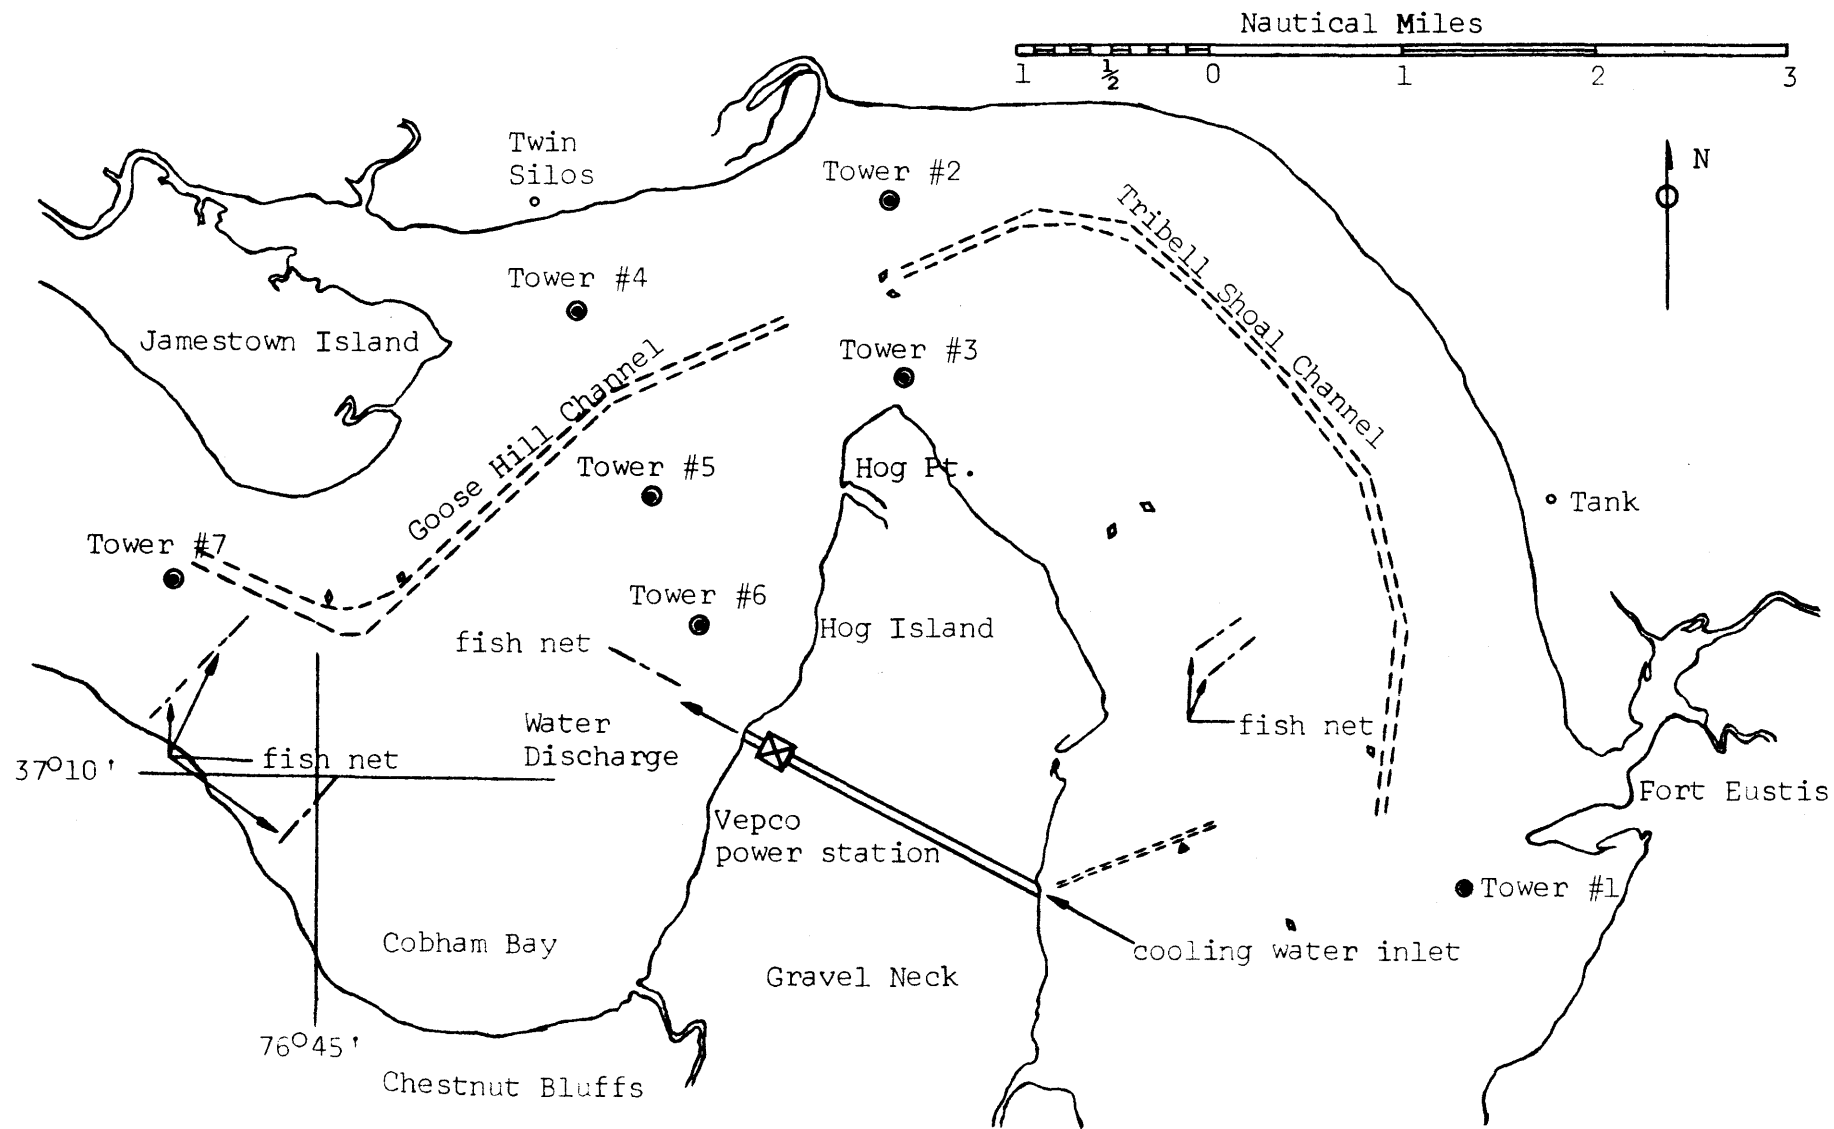 Nautical Miles
1 ½ 0 1 2 3
N
Twin
Silos
Tower #2
Tribell Shoal Channel
Tower #4
Jamestown Island
Tower #3
Goose Hill Channel
Tower #5
Hog Pt.
Tank
Tower #7
Tower #6
fish net
Hog Island
Water
Discharge
fish net
fish net
37°10'
Fort Eustis
Vepco
power station
Tower #1
Cobham Bay
cooling water inlet
Gravel Neck
76°45'
Chestnut Bluffs